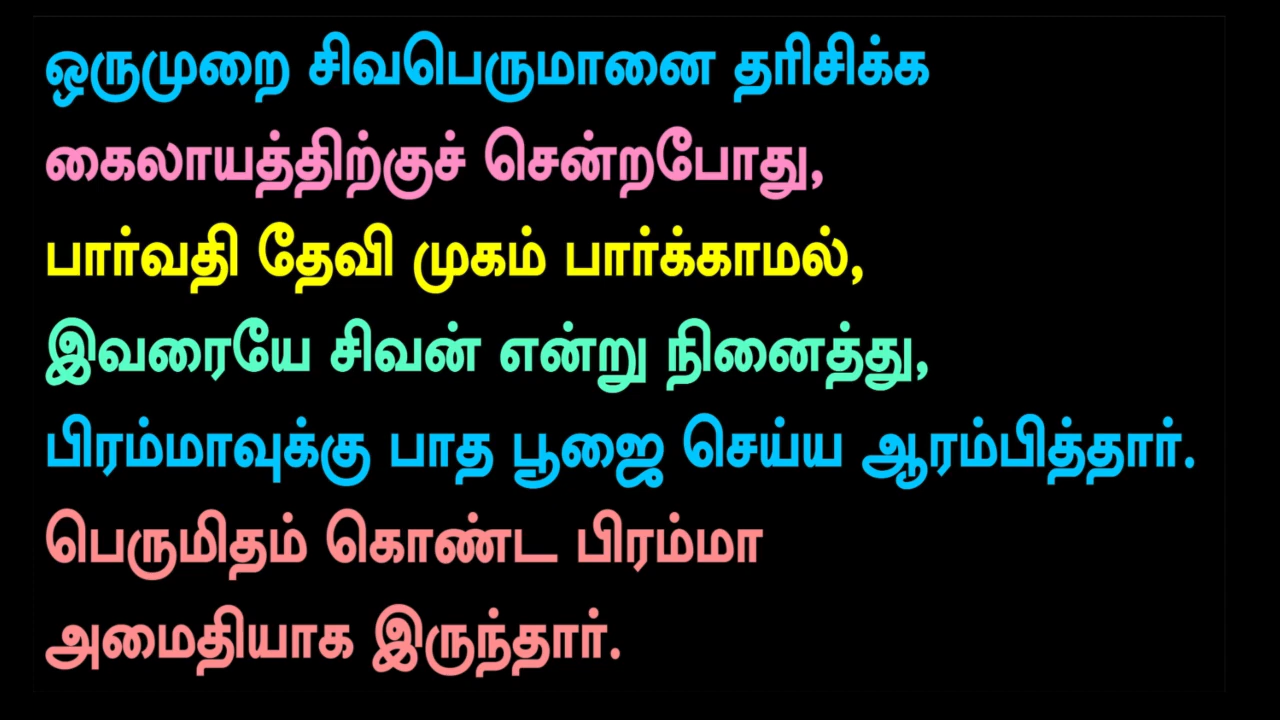 ஒருமுறை சிவபெருமானை தரிசிக்க
கைலாயத்திற்குச் சென்றபோது,
பார்வதி தேவி முகம் பார்க்காமல்,
இவரையே சிவன் என்று நினைத்து,
பிரம்மாவுக்கு பாத பூஜை செய்ய ஆரம்பித்தார்.
பெருமிதம் கொண்ட பிரம்மா
அமைதியாக இருந்தார்.